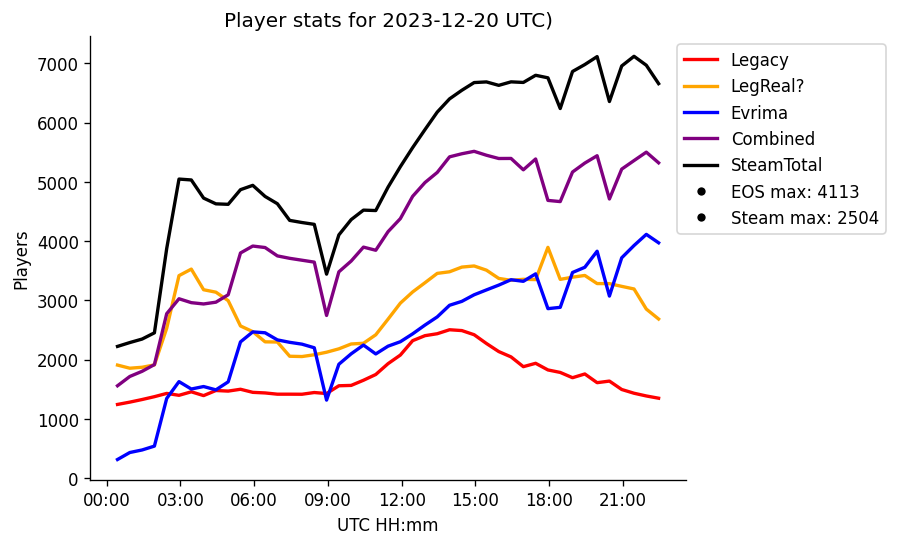 Player stats for 2023-12-20 UTC)
7000
6000
5000
4000
3000
2000
1000
0
Players
00:00 03:00 06:00 09:00 12:00 15:00 18:00 21:00
UTC HH:mm
Legacy
LegReal?
Evrima
Combined
SteamTotal
EOS max: 4113
Steam max: 2504